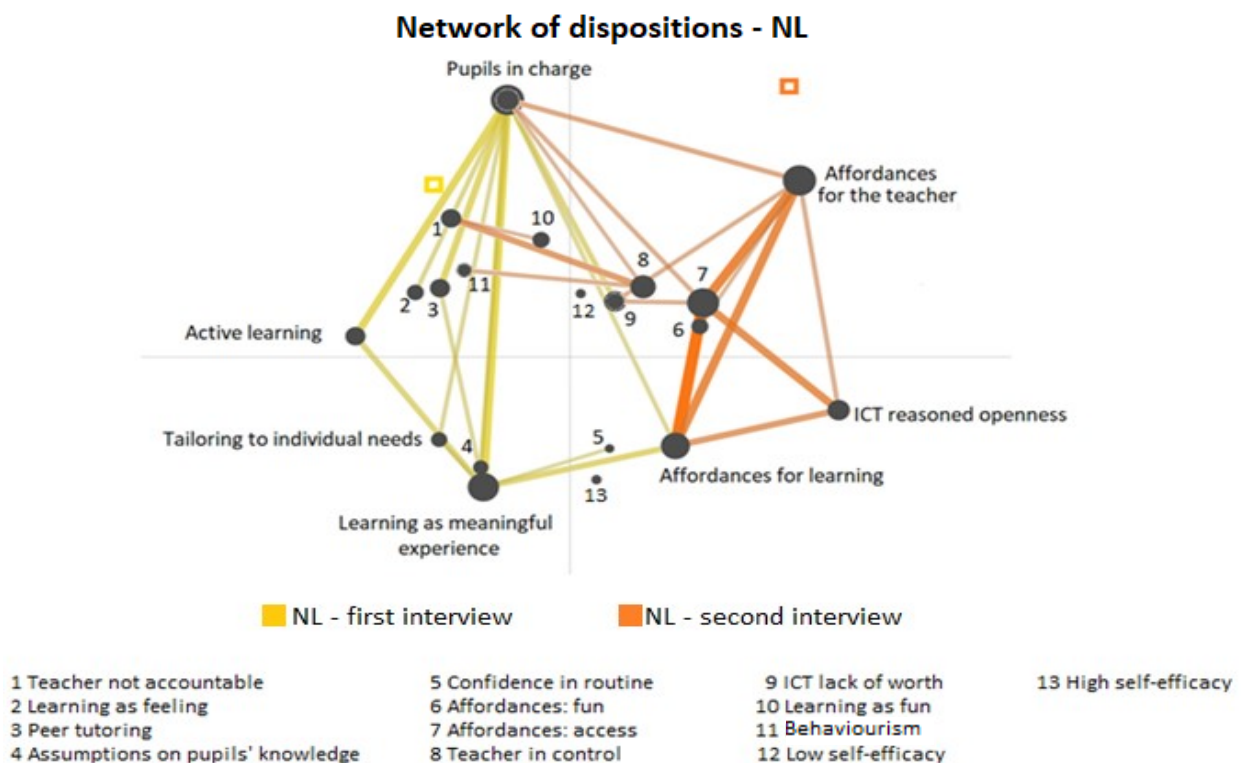 Network of dispositions - NL
Pupils in charge
Affordances
for the teacher
1
10
8
11
7
2
3
12
9
6
Active learning
ICT reasoned openness
Tailoring to individual needs
4
5
Affordances for learning
13
Learning as meaningful
experience
NL - first interview
NL - second interview
1 Teacher not accountable
2 Learning as feeling
3 Peer tutoring
4 Assumptions on pupils' knowledge
5 Confidence in routine
6 Affordances: fun
7 Affordances: access
8 Teacher in control
9 ICT lack of worth
10 Learning as fun
11 Behaviourism
12 Low self-efficacy
13 High self-efficacy